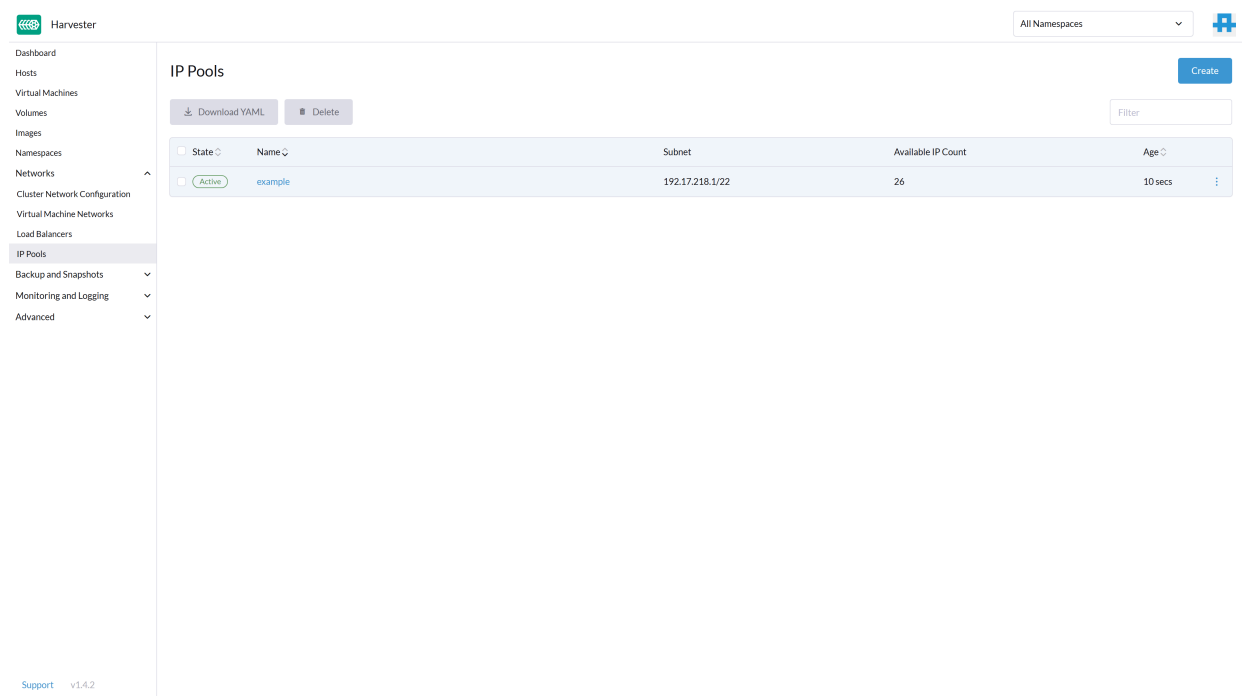 Harvester
All Namespaces
Dashboard
Hosts
Virtual Machines
Volumes
Images
Namespaces
Networks
Cluster Network Configuration
Virtual Machine Networks
Load Balancers
IP Pools
Backup and Snapshots
Monitoring and Logging
Advanced
Support v1.4.2
IP Pools
Create
Download YAML Delete
Filter
State Name Subnet Available IP Count Age
Active example 192.17.218.1/22 26 10 secs